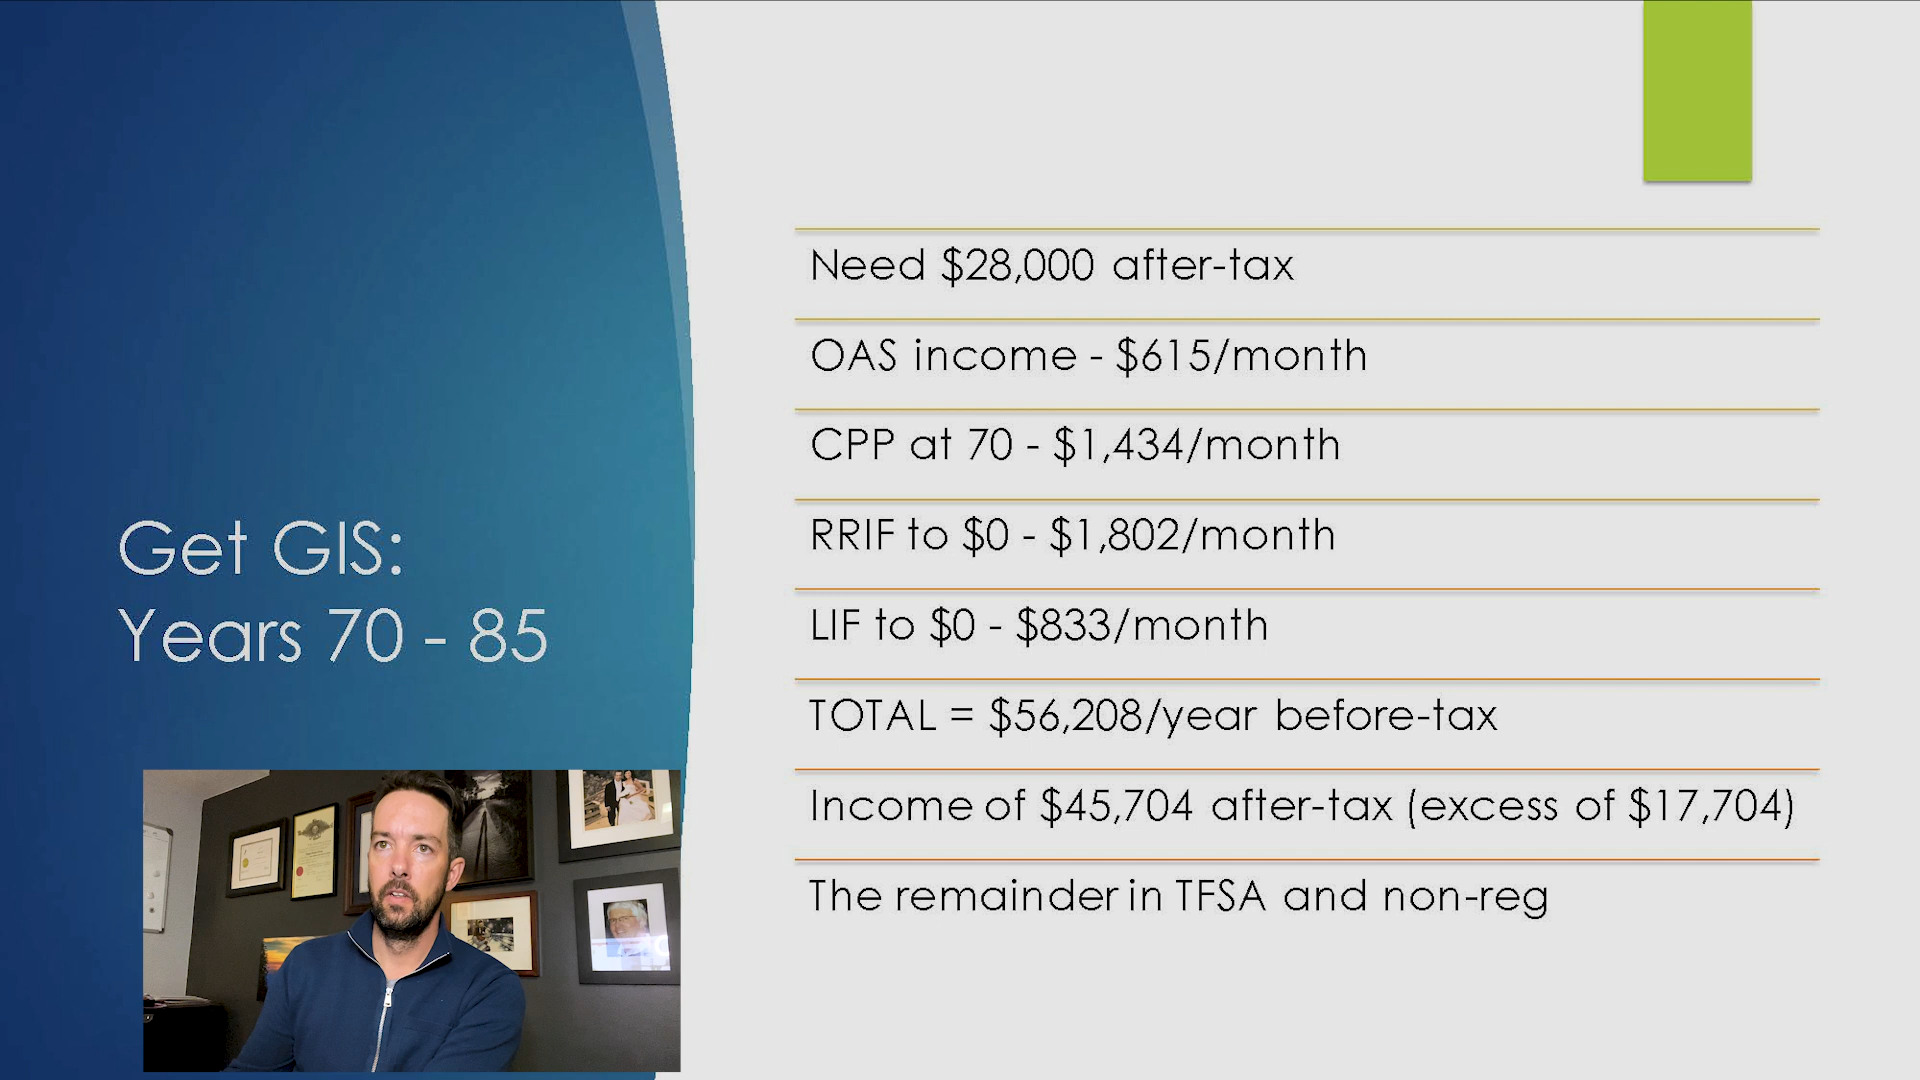 Get GIS:
Years 70 - 85
Need $28,000 after-tax
OAS income - $615/month
CPP at 70 - $1,434/month
RRIF to $0 - $1,802/month
LIF to $0 - $833/month
TOTAL = $56,208/year before-tax
Income of $45,704 after-tax (excess of $17,704)
The remainder in TFSA and non-reg